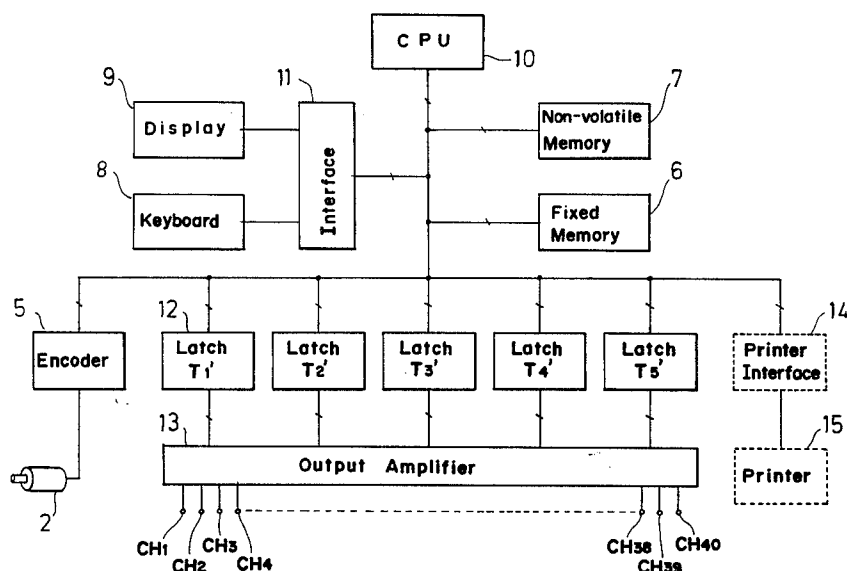 CPU
10
11
9
Display
Interface
7
Non-volatile
Memory
8
Keyboard
6
Fixed
Memory
5
Encoder
12
Latch
T1'
Latch
T2'
Latch
T3'
Latch
T4'
Latch
T5'
14
Printer
Interface
13
Output Amplifier
15
Printer
2
CH1
CH2
CH3
CH4
CH38
CH39
CH40